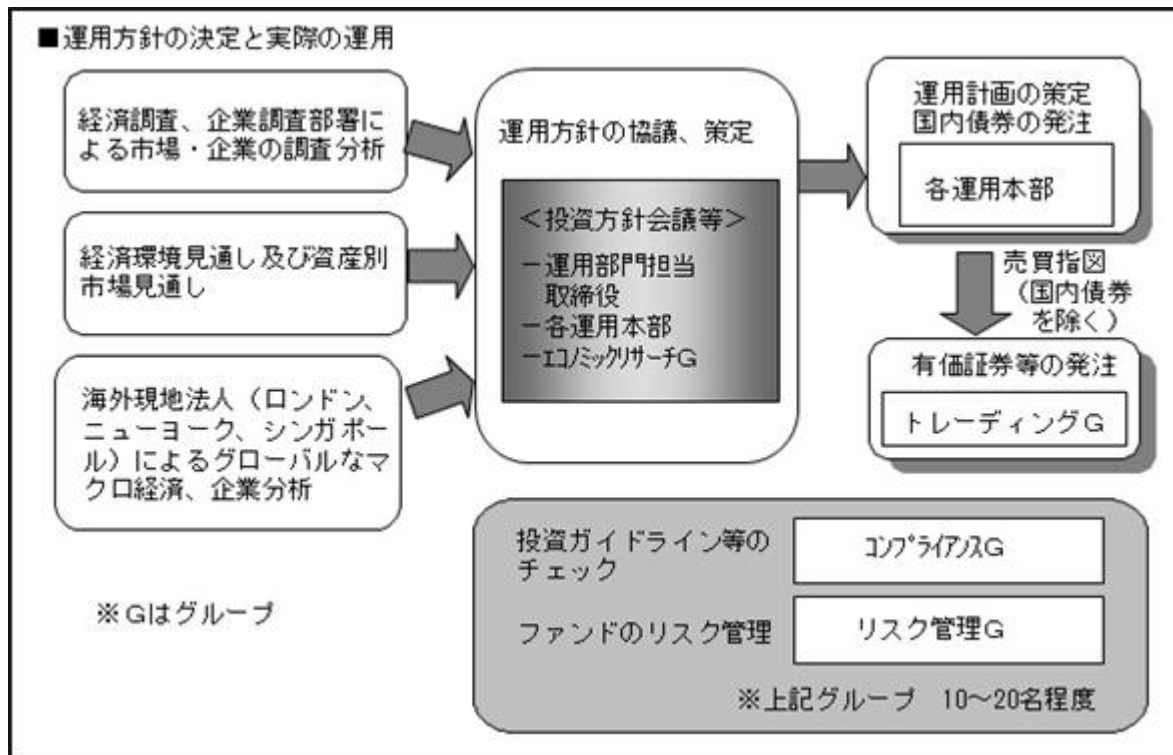 ■運用方針の決定と実際の運用
経済調査、企業調査部署に
よる市場・企業の調査分析
経済環境見通し及び資産別
市場見通し
海外現地法人（ロンドン、
ニューヨーク、シンガポー
ル）によるグローバルなマ
クロ経済、企業分析
※Gはグループ
運用方針の協議、策定
＜投資方針会議等＞
－運用部門担当
取締役
－各運用本部
－ｴｺﾉﾐｯｸﾘｻｰﾁG
運用計画の策定
国内債券の発注
各運用本部
売買指図
（国内債券
を除く）
有価証券等の発注
トレーディングG
投資ガイドライン等の
チェック
ｺﾝﾌﾟﾗｲｱﾝｽG
ファンドのリスク管理
リスク管理G
※上記グループ　10～20名程度